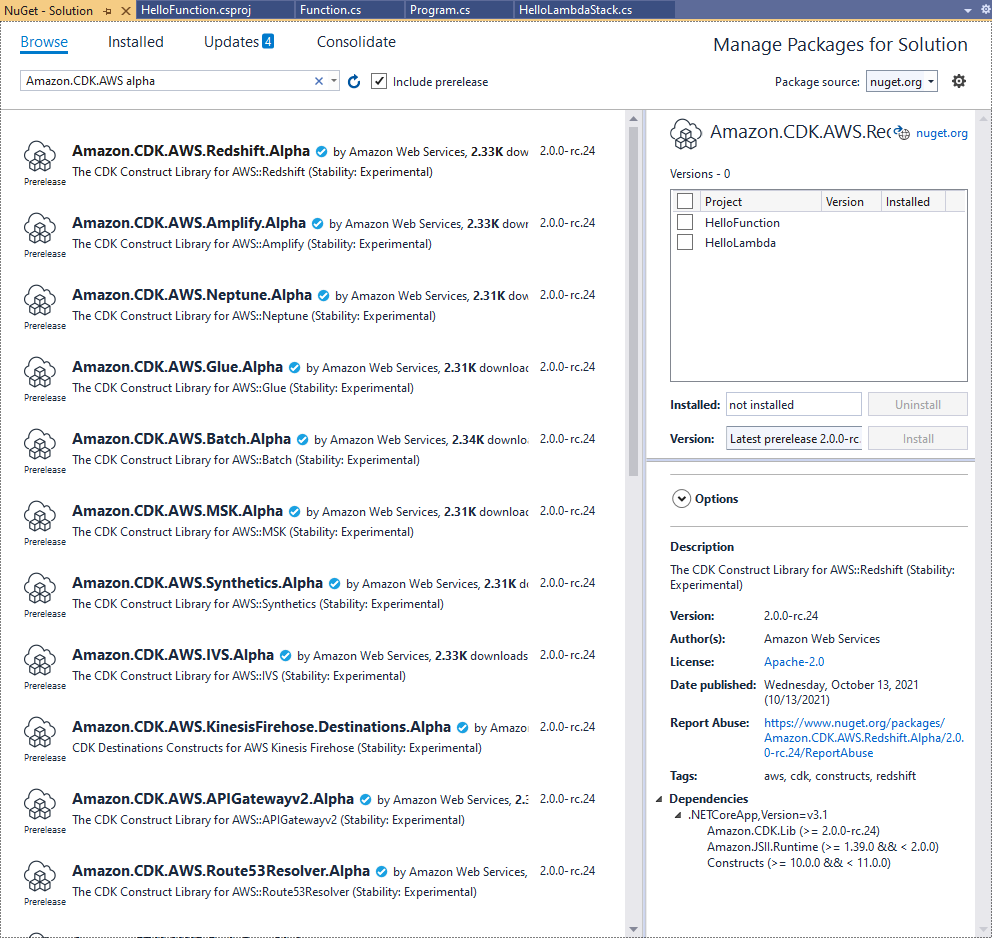 NuGet - Solution HelloFunction.csproj Function.cs Program.cs HelloLambdaStack.cs
Browse Installed Updates 4 Consolidate
Manage Packages for Solution
Amazon.CDK.AWS alpha Include prerelease
Package source: nuget.org
Amazon.CDK.AWS.Redshift.Alpha by Amazon Web Services, 2.33K dow 2.0.0-rc.24
The CDK Construct Library for AWS::Redshift (Stability: Experimental)
Prerelease
Amazon.CDK.AWS.Amplify.Alpha by Amazon Web Services, 2.33K down 2.0.0-rc.24
The CDK Construct Library for AWS::Amplify (Stability: Experimental)
Prerelease
Amazon.CDK.AWS.Neptune.Alpha by Amazon Web Services, 2.31K dow 2.0.0-rc.24
The CDK Construct Library for AWS::Neptune (Stability: Experimental)
Prerelease
Amazon.CDK.AWS.Glue.Alpha by Amazon Web Services, 2.31K downloac 2.0.0-rc.24
The CDK Construct Library for AWS::Glue (Stability: Experimental)
Prerelease
Amazon.CDK.AWS.Batch.Alpha by Amazon Web Services, 2.34K downlo 2.0.0-rc.24
The CDK Construct Library for AWS::Batch (Stability: Experimental)
Prerelease
Amazon.CDK.AWS.MSK.Alpha by Amazon Web Services, 2.31K downloac 2.0.0-rc.24
The CDK Construct Library for AWS::MSK (Stability: Experimental)
Prerelease
Amazon.CDK.AWS.Synthetics.Alpha by Amazon Web Services, 2.31K dc 2.0.0-rc.24
The CDK Construct Library for AWS::Synthetics (Stability: Experimental)
Prerelease
Amazon.CDK.AWS.IVS.Alpha by Amazon Web Services, 2.33K downloads 2.0.0-rc.24
The CDK Construct Library for AWS::IVS (Stability: Experimental)
Prerelease
Amazon.CDK.AWS.KinesisFirehose.Destinations.Alpha by Amazo 2.0.0-rc.24
CDK Destinations Constructs for AWS Kinesis Firehose (Stability: Experimental)
Prerelease
Amazon.CDK.AWS.APIGatewayv2.Alpha by Amazon Web Services, 2.3 2.0.0-rc.24
The CDK Construct Library for AWS::APIGatewayv2 (Stability: Experimental)
Prerelease
Amazon.CDK.AWS.Route53Resolver.Alpha by Amazon Web Services, 2.0.0-rc.24
The CDK Construct Library for AWS::Route53Resolver (Stability: Experimental)
Prerelease
Amazon.CDK.AWS.Rec nuget.org
Versions - 0
Project Version Installed
HelloFunction
HelloLambda
Installed: not installed Uninstall
Version: Latest prerelease 2.0.0-rc. Install
Options
Description
The CDK Construct Library for AWS::Redshift (Stability:
Experimental)
Version: 2.0.0-rc.24
Author(s): Amazon Web Services
License: Apache-2.0
Date published: Wednesday, October 13, 2021
(10/13/2021)
Report Abuse: https://www.nuget.org/packages/
Amazon.CDK.AWS.Redshift.Alpha/2.0.
0-rc.24/ReportAbuse
Tags: aws, cdk, constructs, redshift
Dependencies
.NETCoreApp,Version=v3.1
Amazon.CDK.Lib (>= 2.0.0-rc.24)
Amazon.JSII.Runtime (>= 1.39.0 && < 2.0.0)
Constructs (>= 10.0.0 && < 11.0.0)